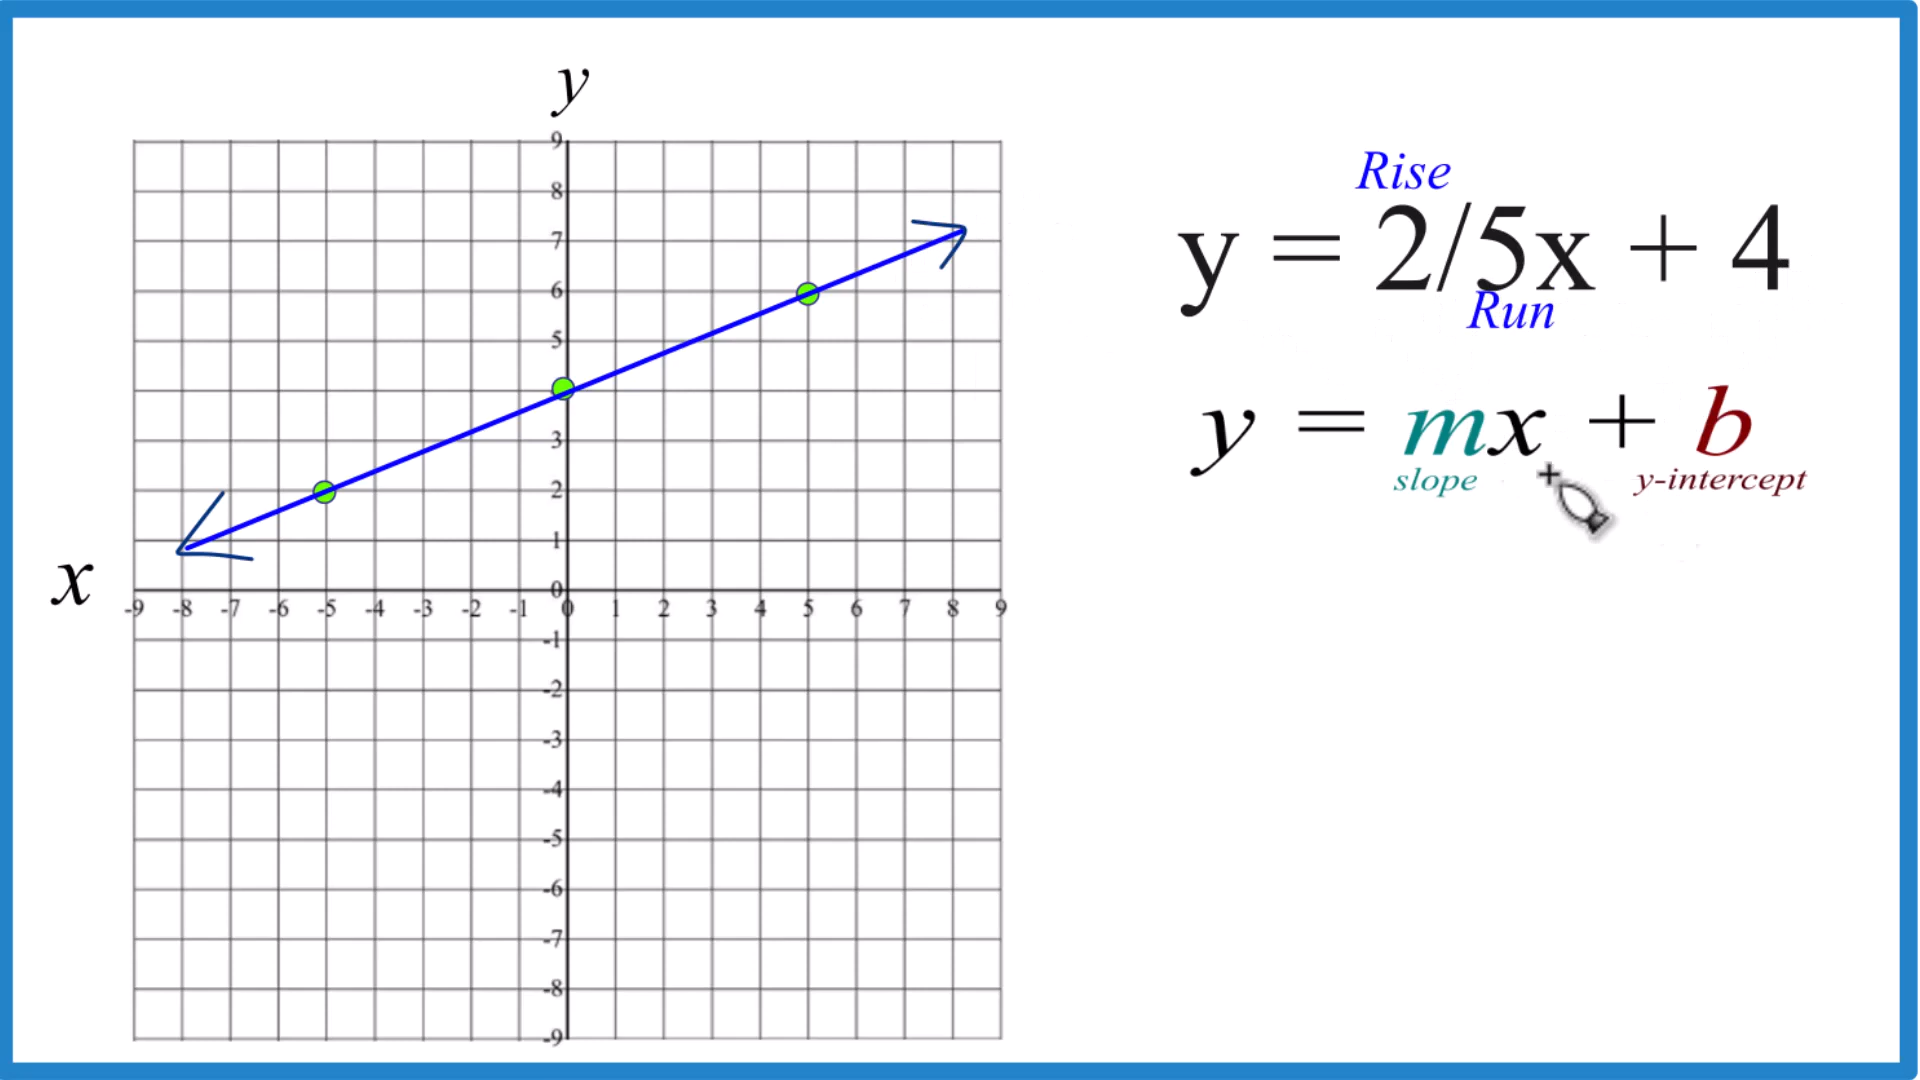 y
9
8
7
6
5
3
2
1
x
0
-9 -8 -7 -6 -5 -4 -3 -2 -1 0 1 2 3 4 5 6 7 8 9
-1
-2
-3
-4
-5
-6
-7
-8
-9
Rise
y = 2/5x + 4
Run
y = mx + b
slope y-intercept